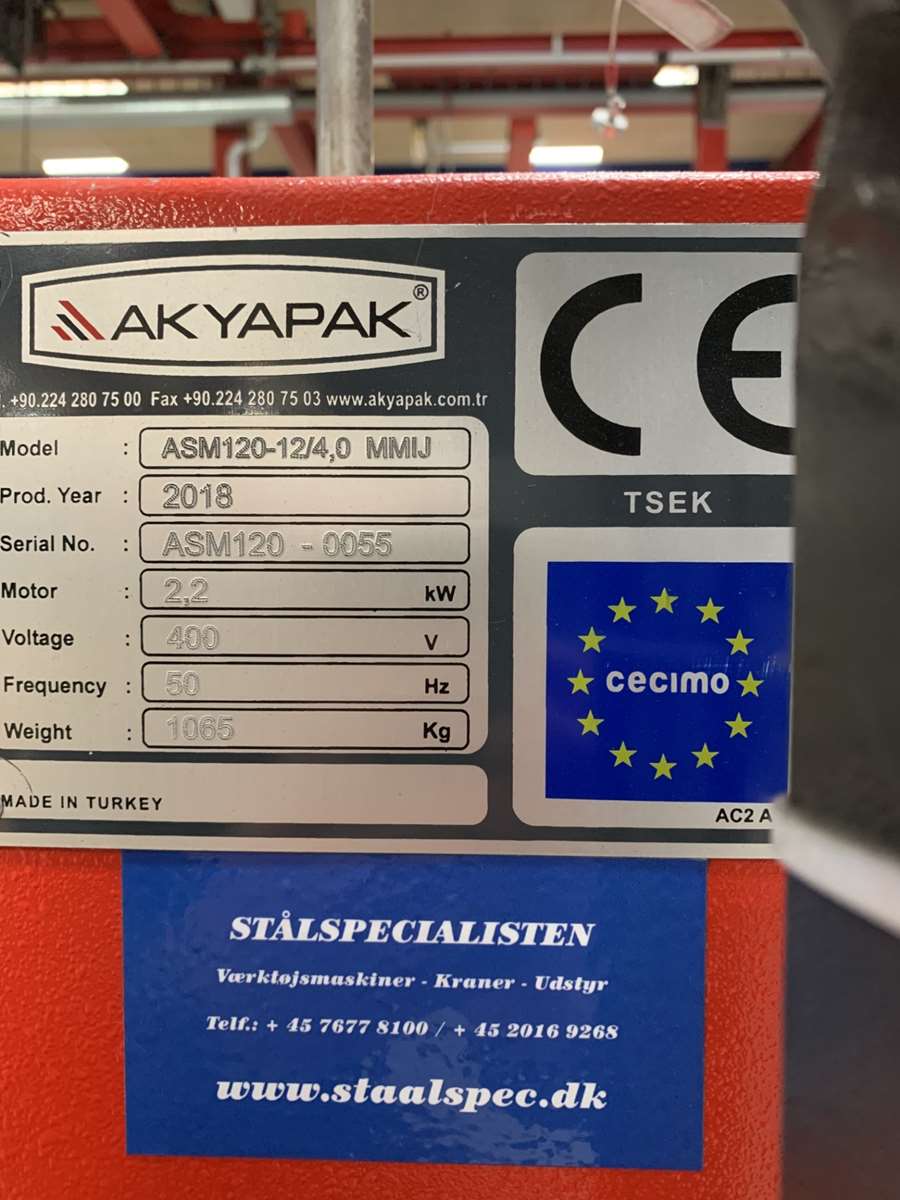 AKYAPAK®
. +90.224 280 75 00 Fax +90.224 280 75 03 www.akyapak.com.tr
Model : ASM120-12/4,0 MMIJ
Prod. Year : 2018
Serial No. : ASM120 - 0055
Motor : 2,2 kW
Voltage : 400 V
Frequency : 50 Hz
Weight : 1065 Kg
MADE IN TURKEY
CE
TSEK
cecimo
AC2 A
STÅLSPECIALISTEN
Værktøjsmaskiner - Kraner - Udstyr
Telf.: + 45 7677 8100 / + 45 2016 9268
www.staalspec.dk